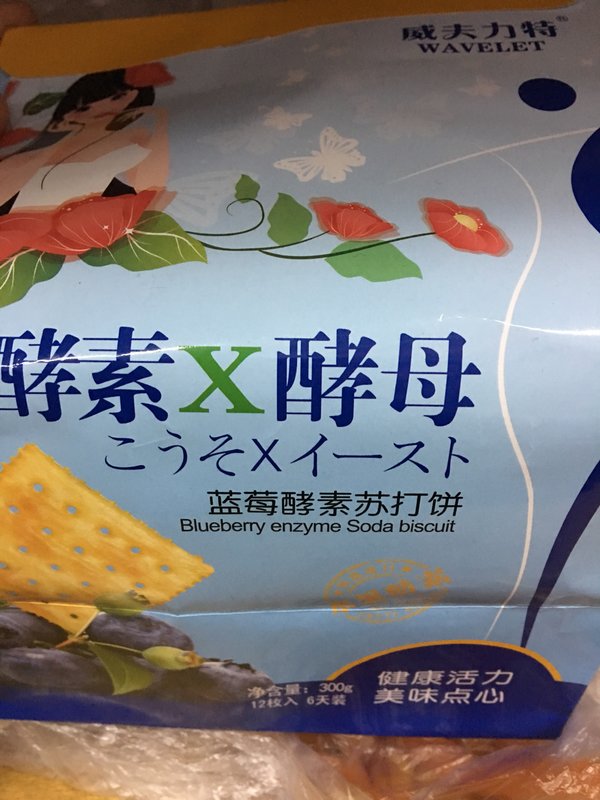 威夫力特®
WAVELET
酵素X酵母
こうそXイースト
蓝莓酵素苏打饼
Blueberry enzyme Soda biscuit
净含量：300g
12枚入 6天装
健康活力
美味点心